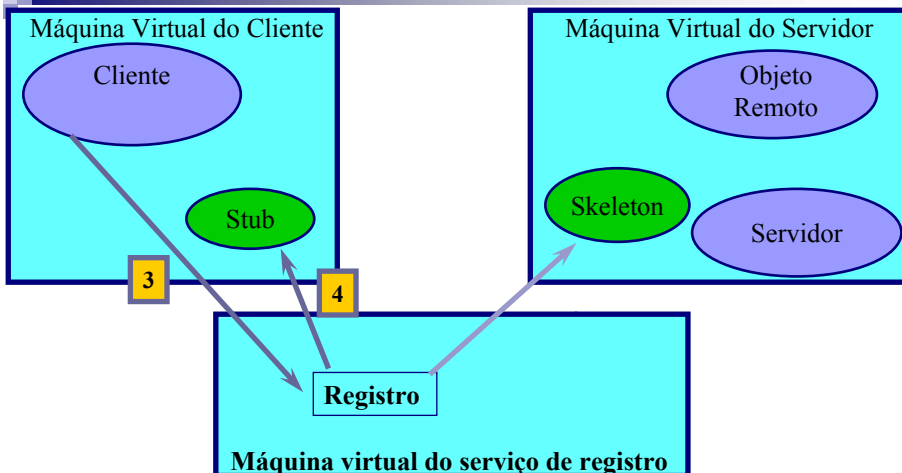 Máquina Virtual do Cliente
Cliente
Stub
Máquina Virtual do Servidor
Objeto
Remoto
Skeleton
Servidor
3
4
Registro
Máquina virtual do serviço de registro